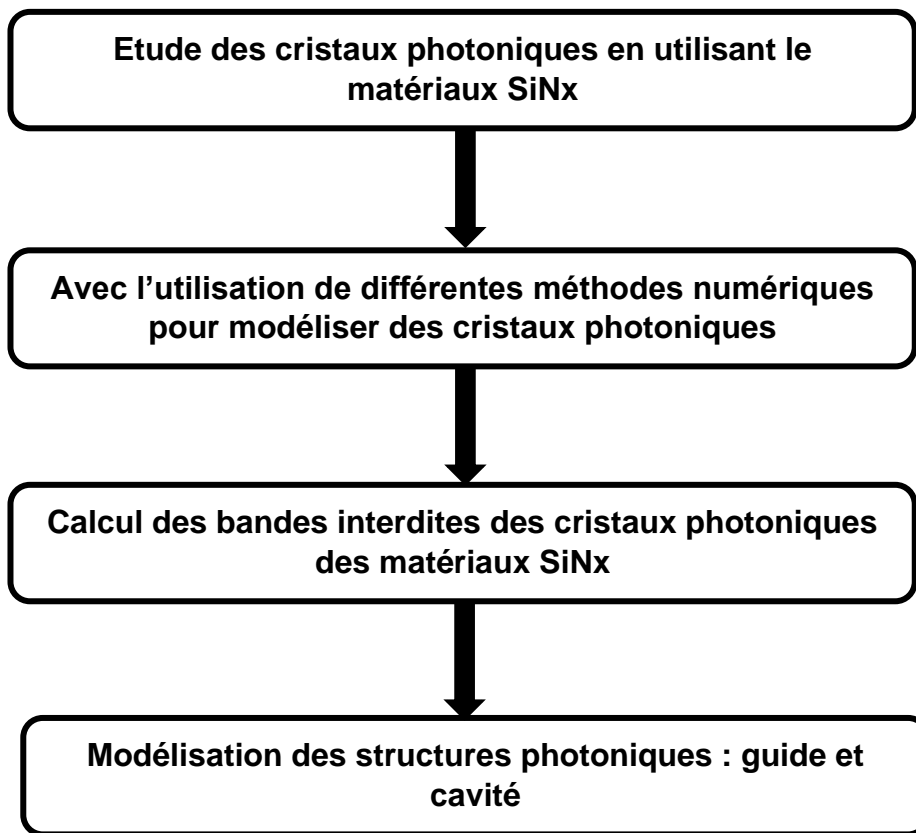 Etude des cristaux photoniques en utilisant le
matériaux SiNx
Avec l’utilisation de différentes méthodes numériques
pour modéliser des cristaux photoniques
Calcul des bandes interdites des cristaux photoniques
des matériaux SiNx
Modélisation des structures photoniques : guide et
cavité